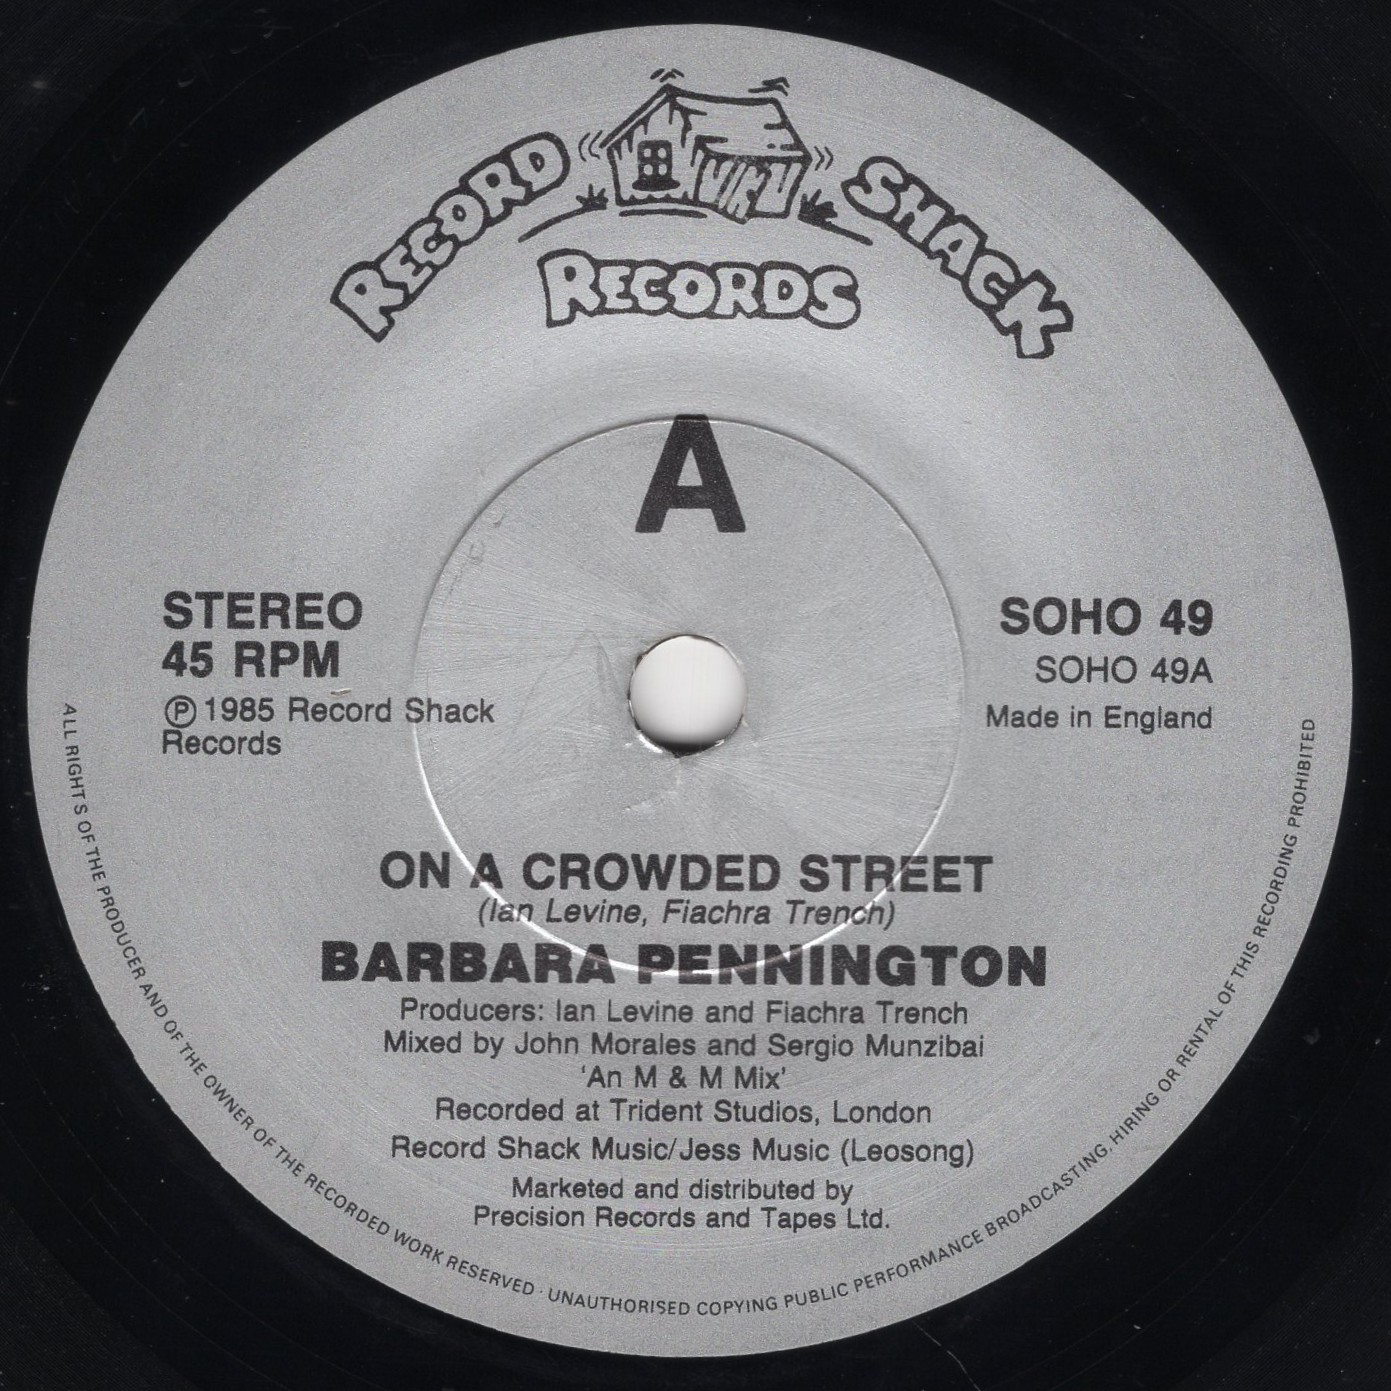 RECORD SHACK
RECORDS
A
STEREO
45 RPM
Ⓟ 1985 Record Shack
Records
SOHO 49
SOHO 49A
Made in England
ON A CROWDED STREET
(Ian Levine, Fiachra Trench)
BARBARA PENNINGTON
Producers: Ian Levine and Fiachra Trench
Mixed by John Morales and Sergio Munzibai
'An M & M Mix'
Recorded at Trident Studios, London
Record Shack Music/Jess Music (Leosong)
Marketed and distributed by
Precision Records and Tapes Ltd.
ALL RIGHTS OF THE PRODUCER AND OF THE OWNER OF THE RECORDED WORK RESERVED · UNAUTHORISED COPYING PUBLIC PERFORMANCE BROADCASTING, HIRING OR RENTAL OF THIS RECORDING PROHIBITED